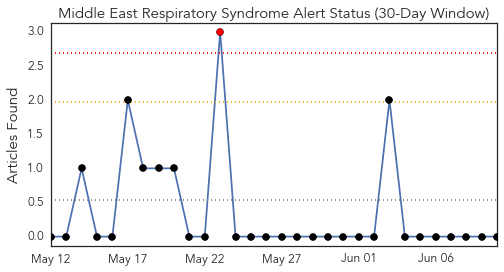 Middle East Respiratory Syndrome Alert Status (30-Day Window)
Articles Found
3.0
2.5
2.0
1.5
1.0
0.5
0.0
May 12 May 17 May 22 May 27 Jun 01 Jun 06